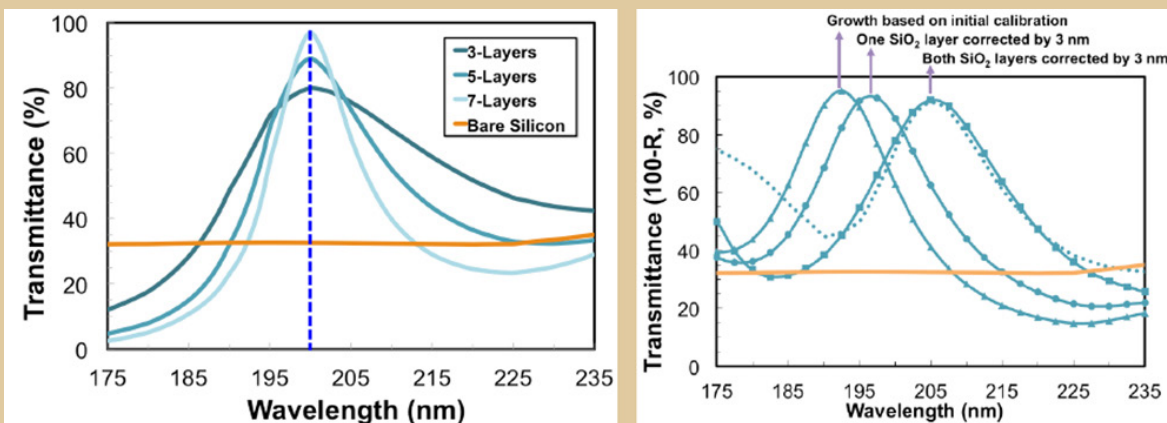 100
80
60
40
20
0
Transmittance (%)
3-Layers
5-Layers
7-Layers
Bare Silicon
175 185 195 205 215 225 235
Wavelength (nm)
Growth based on initial calibration
One SiO₂ layer corrected by 3 nm
Both SiO₂ layers corrected by 3 nm
100
80
60
40
20
0
Transmittance (100-R, %)
175 185 195 205 215 225 235
Wavelength (nm)